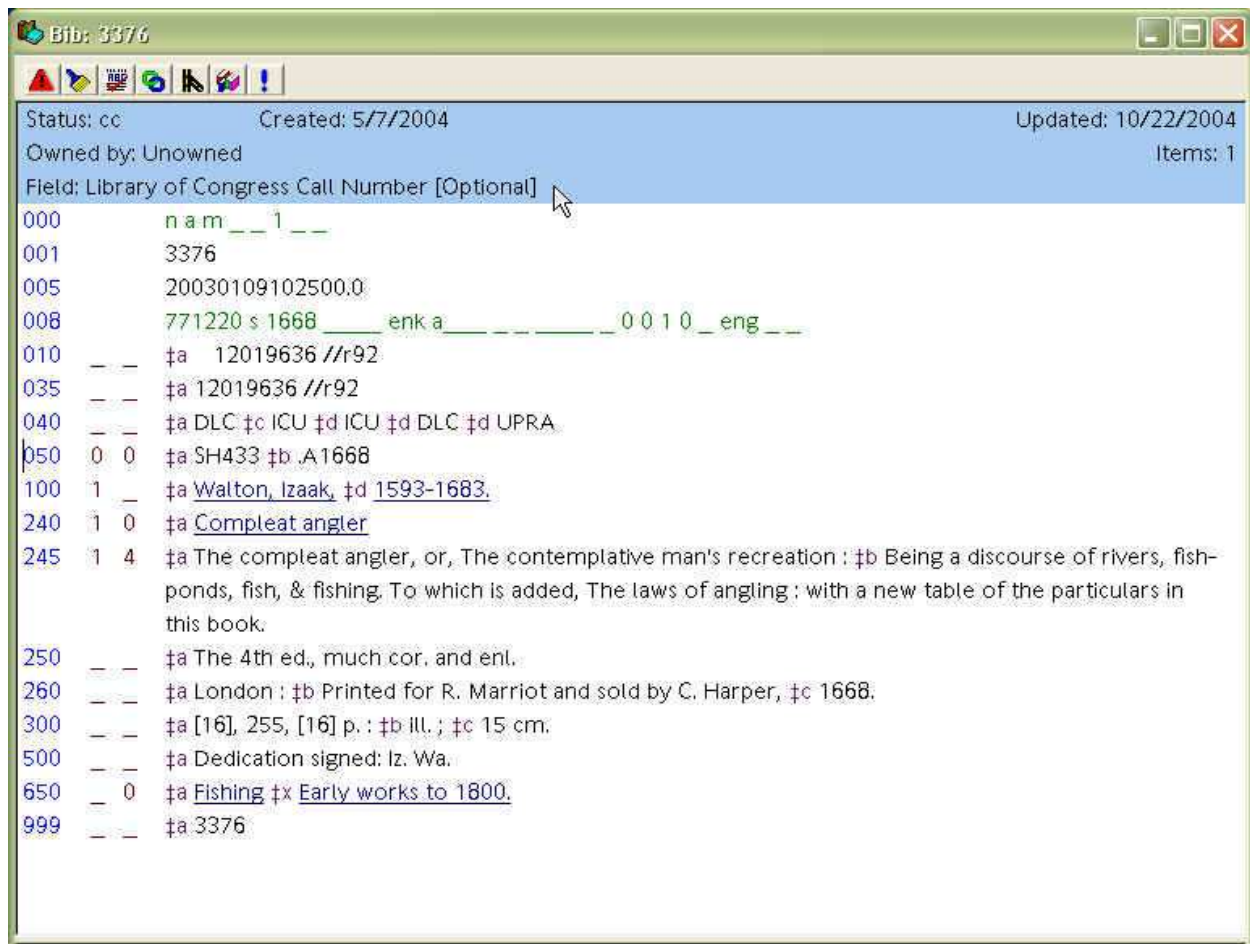 Bib: 3376
Status: cc Created: 5/7/2004 Updated: 10/22/2004
Owned by: Unowned Items: 1
Field: Library of Congress Call Number [Optional]
000 n a m _ _ 1 _ _
001 3376
005 20030109102500.0
008 771220 s 1668 ____ enk a___ _ _ ____ _ 0 0 1 0 _ eng _ _
010 _ _ ‡a 12019636 //r92
035 _ _ ‡a 12019636 //r92
040 _ _ ‡a DLC ‡c ICU ‡d ICU ‡d DLC ‡d UPRA
050 0 0 ‡a SH433 ‡b .A1668
100 1 _ ‡a Walton, Izaak, ‡d 1593-1683.
240 1 0 ‡a Compleat angler
245 1 4 ‡a The compleat angler, or, The contemplative man's recreation : ‡b Being a discourse of rivers, fish-
ponds, fish, & fishing. To which is added, The laws of angling : with a new table of the particulars in
this book.
250 _ _ ‡a The 4th ed., much cor. and enl.
260 _ _ ‡a London : ‡b Printed for R. Marriot and sold by C. Harper, ‡c 1668.
300 _ _ ‡a [16], 255, [16] p. : ‡b ill. ; ‡c 15 cm.
500 _ _ ‡a Dedication signed: Iz. Wa.
650 _ 0 ‡a Fishing ‡x Early works to 1800.
999 _ _ ‡a 3376